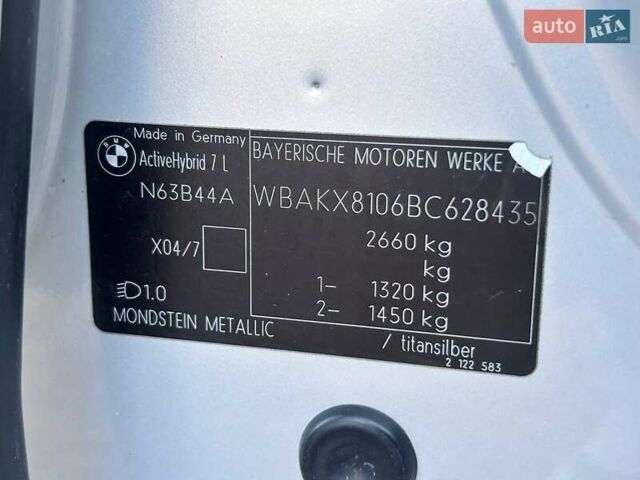 auto RIA.com
BMW
Made in Germany
ActiveHybrid 7 L
N63B44A
X04/7
1.0
MONDSTEIN METALLIC
BAYERISCHE MOTOREN WERKE A
WBAKX8106BC628435
2660 kg
kg
1– 1320 kg
2– 1450 kg
/ titansilber
2 122 583